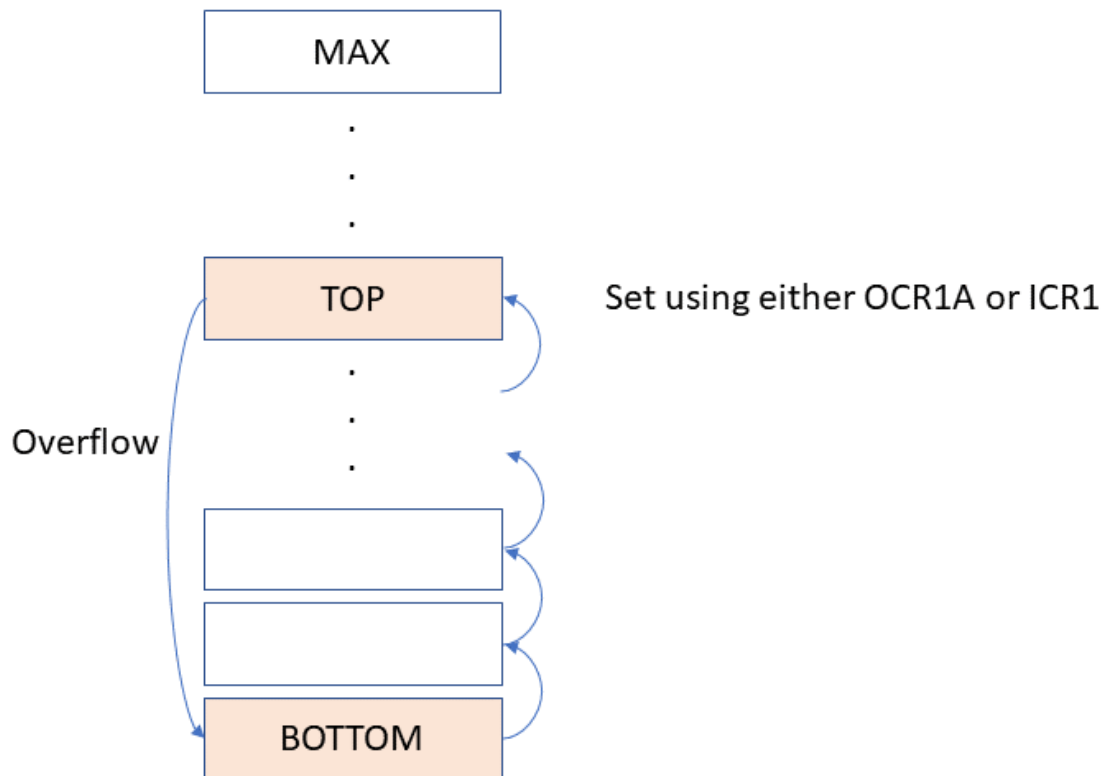 MAX
.
.
.
TOP
Set using either OCR1A or ICR1
.
.
.
Overflow
BOTTOM